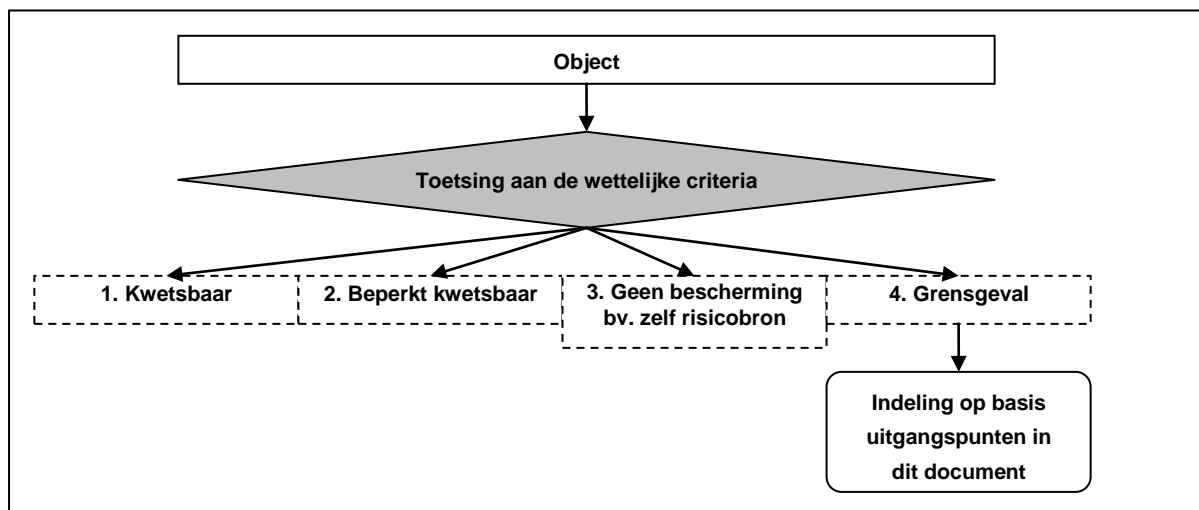 Object
Toetsing aan de wettelijke criteria
1. Kwetsbaar
2. Beperkt kwetsbaar
3. Geen bescherming
bv. zelf risicobron
4. Grensgeval
Indeling op basis
uitgangspunten in
dit document